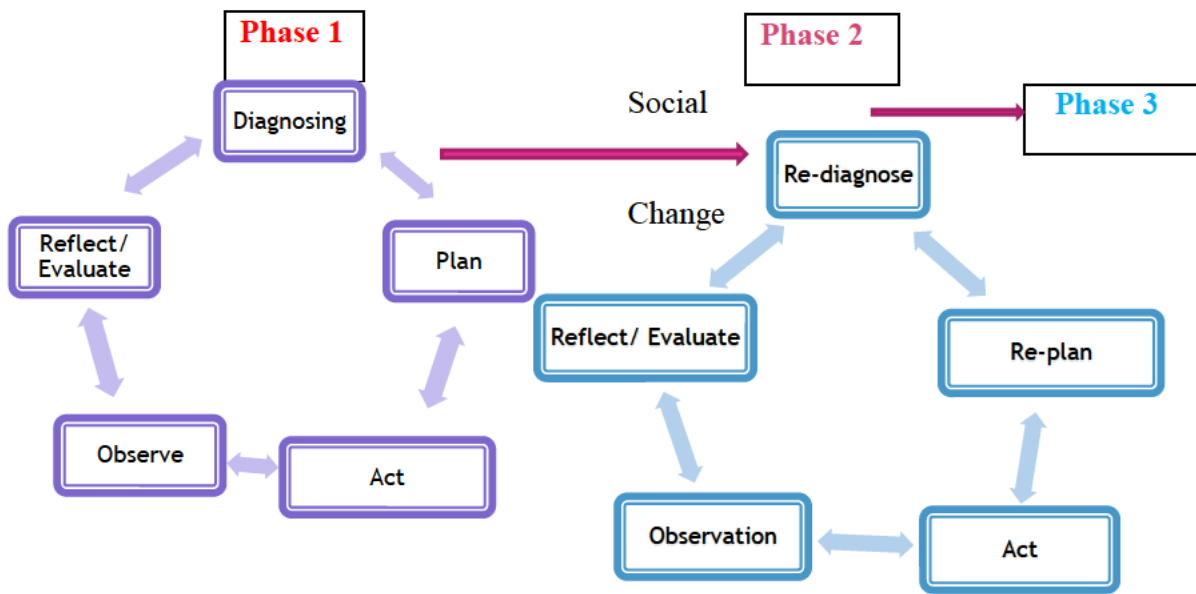 Phase 1
Diagnosing
Plan
Act
Observe
Reflect/
Evaluate
Social
Change
Phase 2
Re-diagnose
Re-plan
Act
Observation
Reflect/ Evaluate
Phase 3